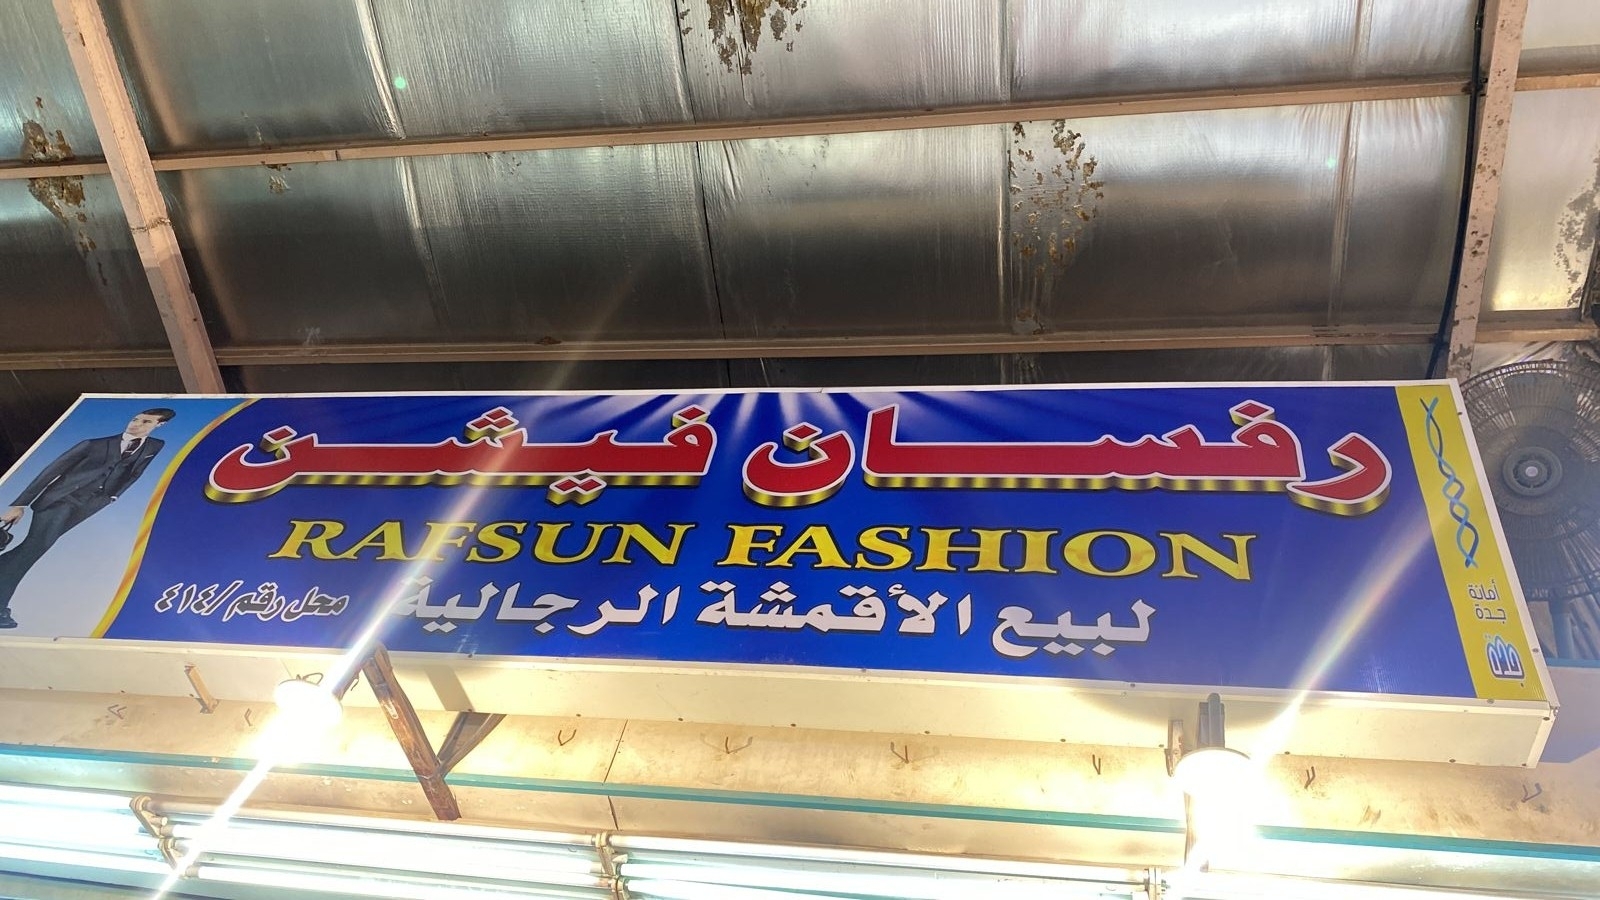 رفسان فيشن
RAFSUN FASHION
لبيع الأقمشة الرجالية
محل رقم/٤١٤
أمانة
جدة